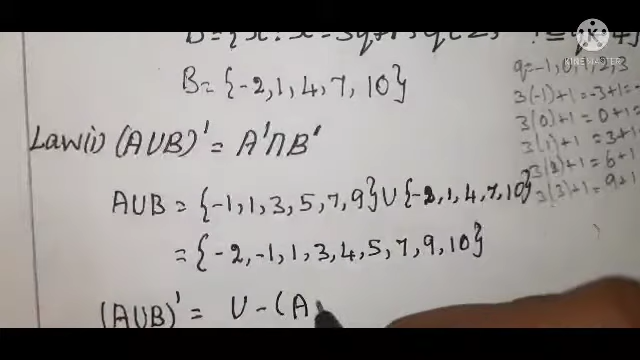 B = {x : x = 3q+1, q ∈ Z,
B = {-2, 1, 4, 7, 10}
q = -1, 0, 1, 2, 3
3(-1)+1 = -3+1 =
3(0)+1 = 0+1 =
3(1)+1 = 3+1
3(2)+1 = 6+1
3(3)+1 = 9+1
Law(i) (AUB)' = A'∩B'
AUB = {-1, 1, 3, 5, 7, 9} U {-2, 1, 4, 7, 10}
= {-2, -1, 1, 3, 4, 5, 7, 9, 10}
(AUB)' = U - (A
KINEMASTER